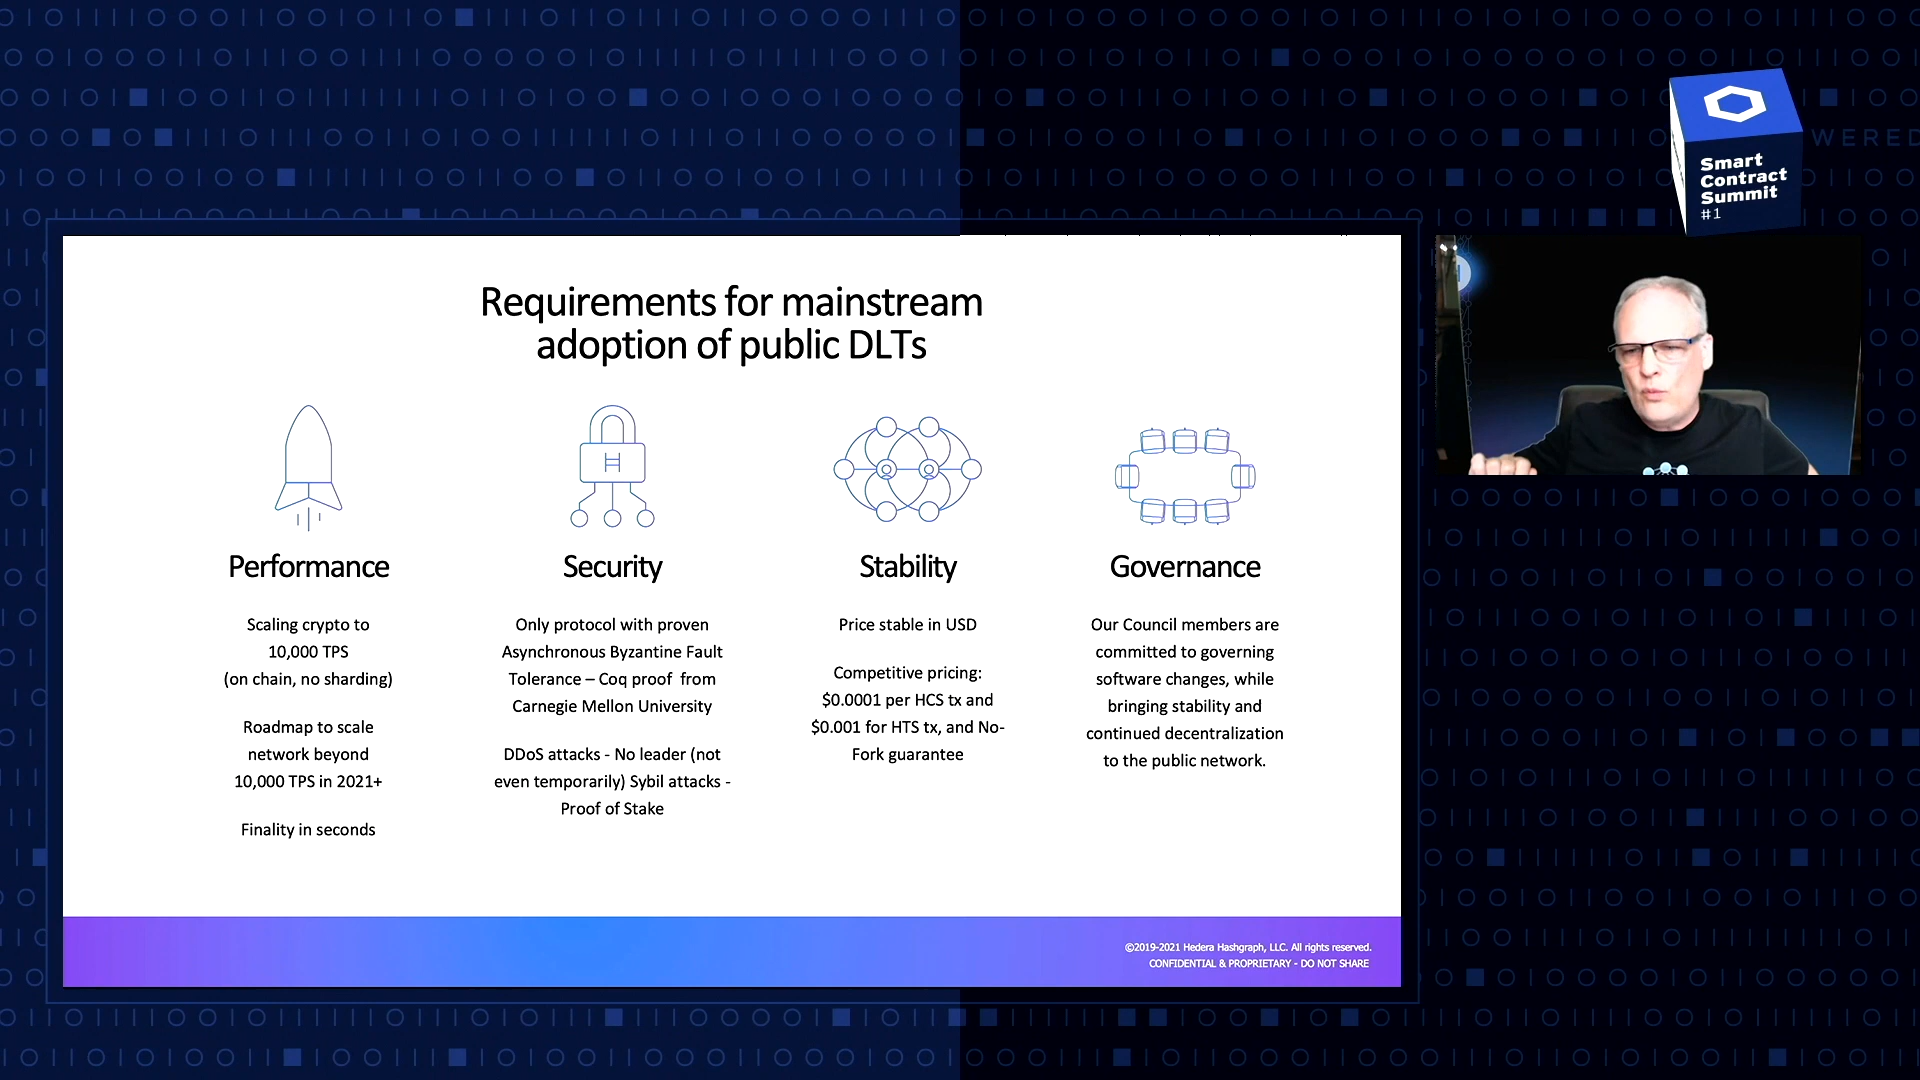 WERED
Smart
Contract
Summit
#1
Requirements for mainstream
adoption of public DLTs
H
Performance
Scaling crypto to
10,000 TPS
(on chain, no sharding)
Roadmap to scale
network beyond
10,000 TPS in 2021+
Finality in seconds
Security
Only protocol with proven
Asynchronous Byzantine Fault
Tolerance – Coq proof from
Carnegie Mellon University
DDoS attacks - No leader (not
even temporarily) Sybil attacks -
Proof of Stake
Stability
Price stable in USD
Competitive pricing:
$0.0001 per HCS tx and
$0.001 for HTS tx, and No-
Fork guarantee
Governance
Our Council members are
committed to governing
software changes, while
bringing stability and
continued decentralization
to the public network.
©2019-2021 Hedera Hashgraph, LLC. All rights reserved.
CONFIDENTIAL & PROPRIETARY - DO NOT SHARE